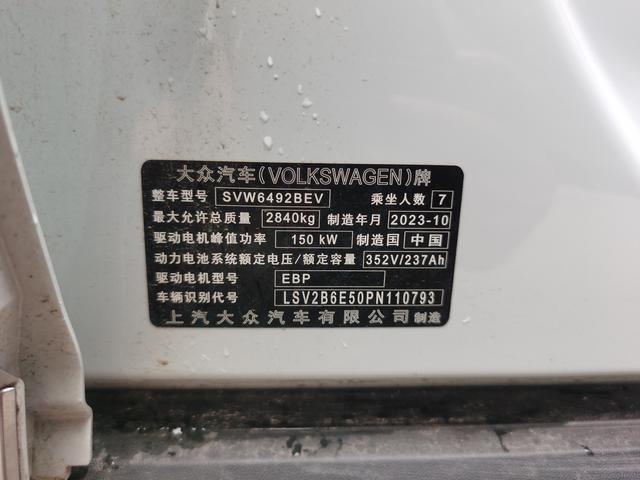 大众汽车(VOLKSWAGEN)牌
整车型号 SVW6492BEV 乘坐人数 7
最大允许总质量 2840kg 制造年月 2023-10
驱动电机峰值功率 150 kW 制造国 中国
动力电池系统额定电压/额定容量 352V/237Ah
驱动电机型号 EBP
车辆识别代号 LSV2B6E50PN110793
上汽大众汽车有限公司 制造